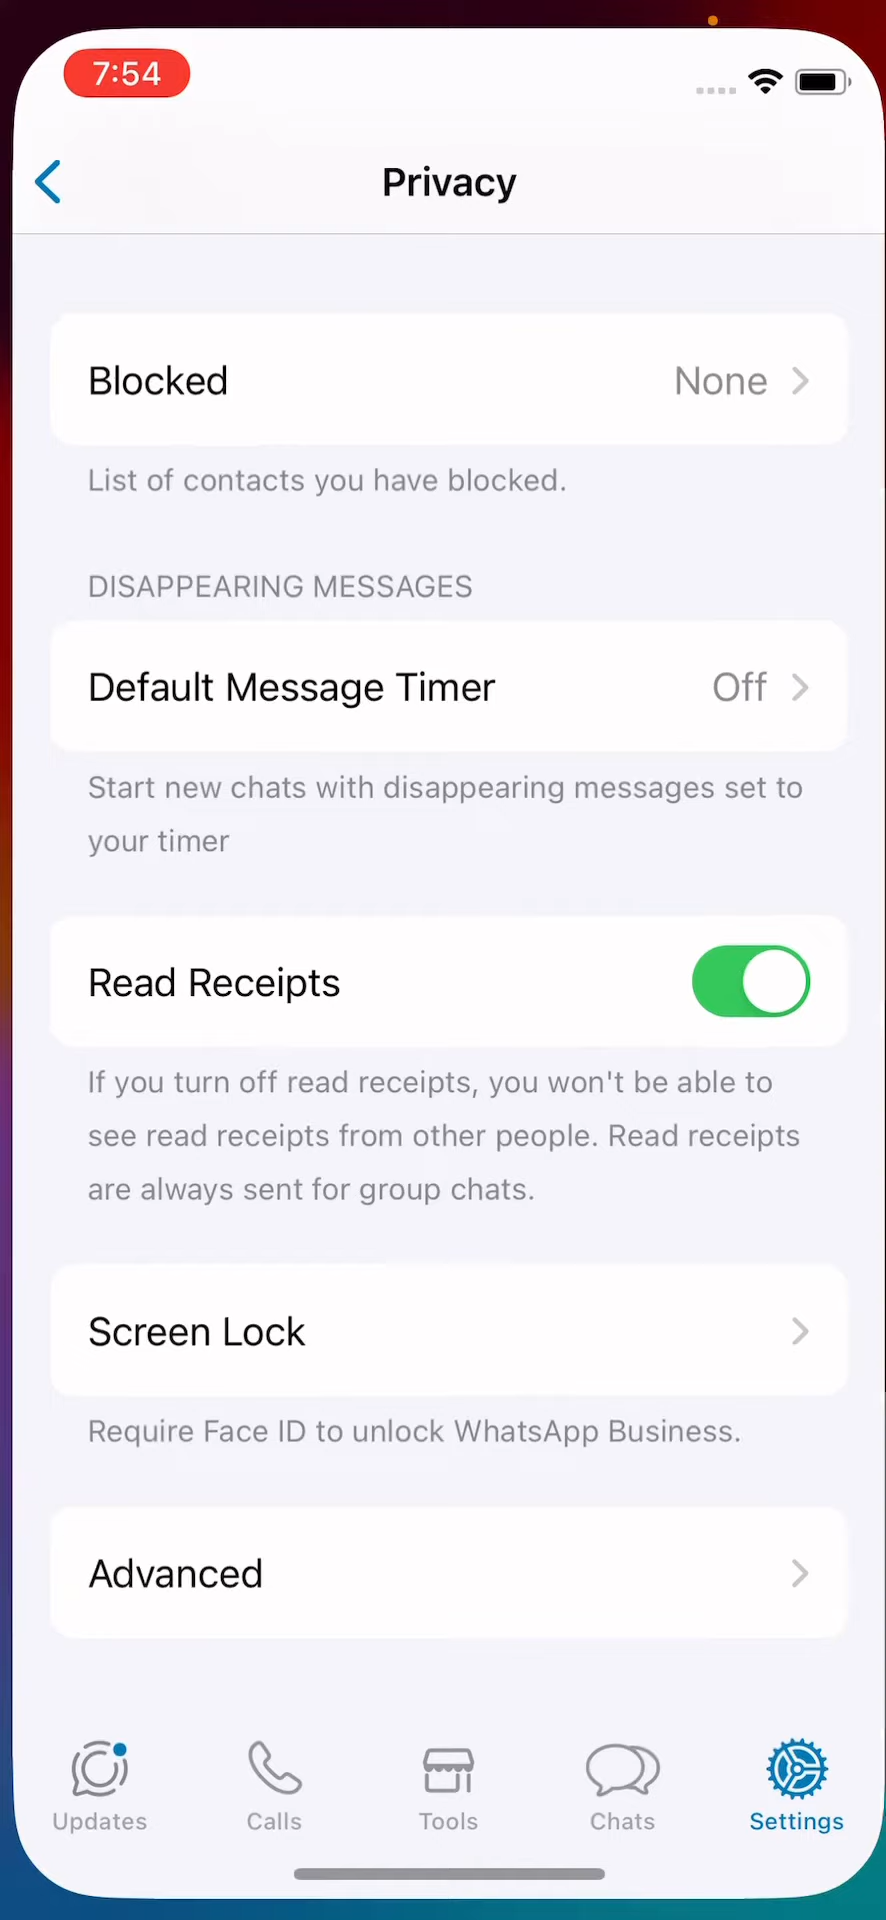 7:54
Privacy
Blocked None
List of contacts you have blocked.
DISAPPEARING MESSAGES
Default Message Timer Off
Start new chats with disappearing messages set to
your timer
Read Receipts
If you turn off read receipts, you won't be able to
see read receipts from other people. Read receipts
are always sent for group chats.
Screen Lock
Require Face ID to unlock WhatsApp Business.
Advanced
Updates Calls Tools Chats Settings